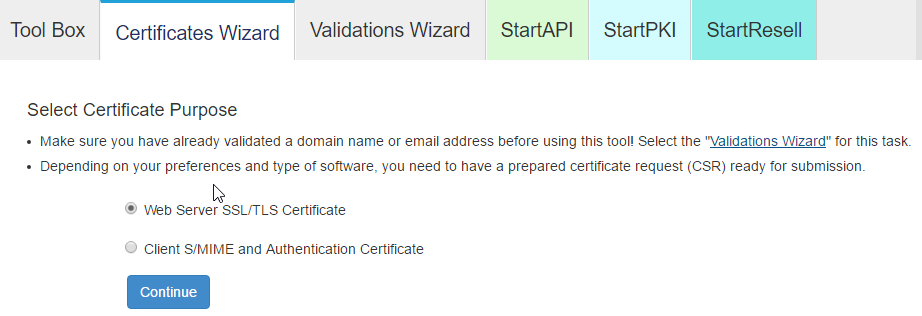 Tool Box
Certificates Wizard
Validations Wizard
StartAPI
StartPKI
StartResell
Select Certificate Purpose
Make sure you have already validated a domain name or email address before using this tool! Select the "Validations Wizard" for this task.
Depending on your preferences and type of software, you need to have a prepared certificate request (CSR) ready for submission.
Web Server SSL/TLS Certificate
Client S/MIME and Authentication Certificate
Continue